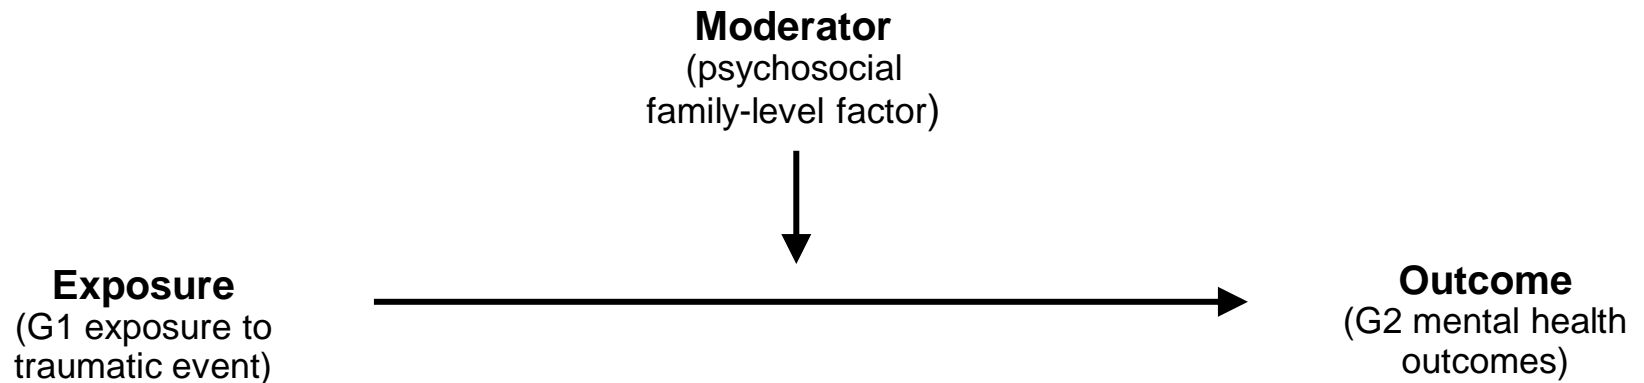 Moderator
(psychosocial
family-level factor)
Exposure
(G1 exposure to
traumatic event)
Outcome
(G2 mental health
outcomes)